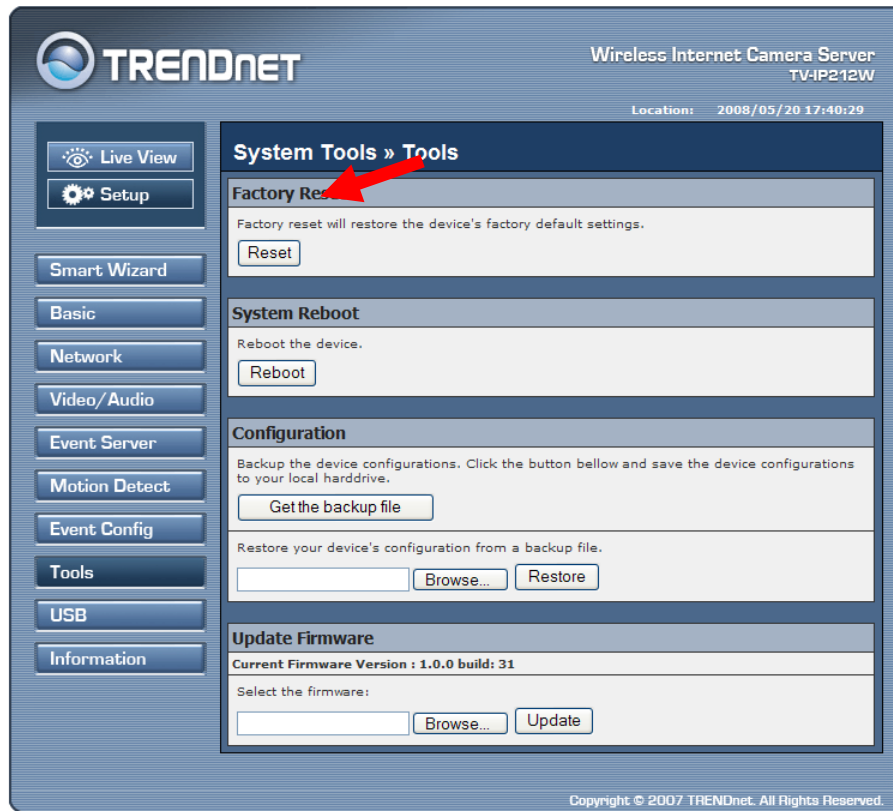 TRENDNET
Wireless Internet Camera Server
TV-IP212W
Location: 2008/05/20 17:40:29
Live View
Setup
Smart Wizard
Basic
Network
Video/Audio
Event Server
Motion Detect
Event Config
Tools
USB
Information
System Tools » Tools
Factory Rese
Factory reset will restore the device's factory default settings.
Reset
System Reboot
Reboot the device.
Reboot
Configuration
Backup the device configurations. Click the button bellow and save the device configurations
to your local harddrive.
Get the backup file
Restore your device's configuration from a backup file.
Browse... Restore
Update Firmware
Current Firmware Version : 1.0.0 build: 31
Select the firmware:
Browse... Update
Copyright © 2007 TRENDnet. All Rights Reserved.